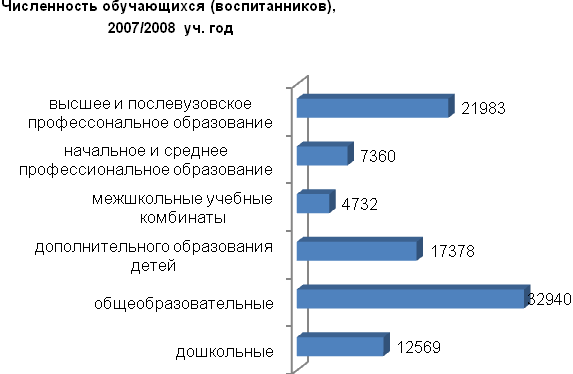 Численность обучающихся (воспитанников),
2007/2008 уч. год
высшее и послевузовское
профессональное образование
21983
начальное и среднее
профессиональное образование
7360
межшкольные учебные
комбинаты
4732
дополнительного образования
детей
17378
общеобразовательные
32940
дошкольные
12569